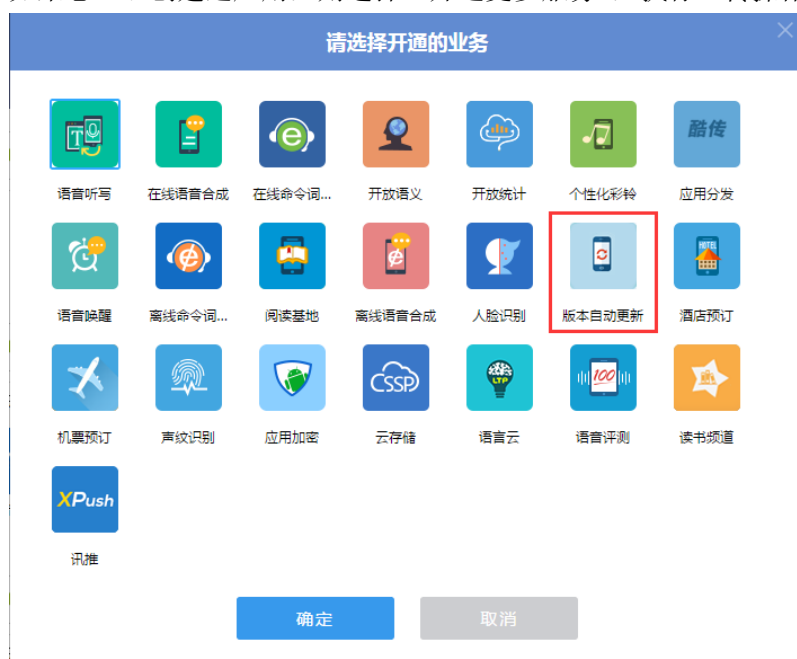 请选择开通的业务
酷传
语音听写 在线语音合成 在线命令词... 开放语义 开放统计 个性化彩铃 应用分发
HOTEL
语音唤醒 离线命令词... 阅读基地 离线语音合成 人脸识别 版本自动更新 酒店预订
CSSP LTP 100
机票预订 声纹识别 应用加密 云存储 语言云 语音评测 读书频道
XPush
讯推
确定 取消